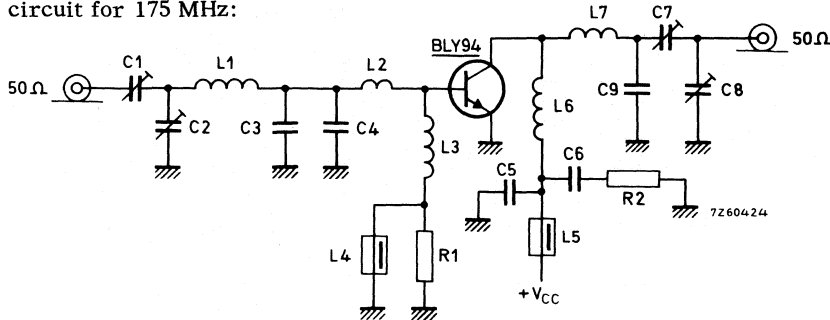 circuit for 175 MHz:
L7
C7
BLY94
50Ω
C1
L1
L2
50Ω
L6
C9
C8
C2
C3
C4
L3
C5
C6
R2
7Z60424
L4
R1
L5
+VCC